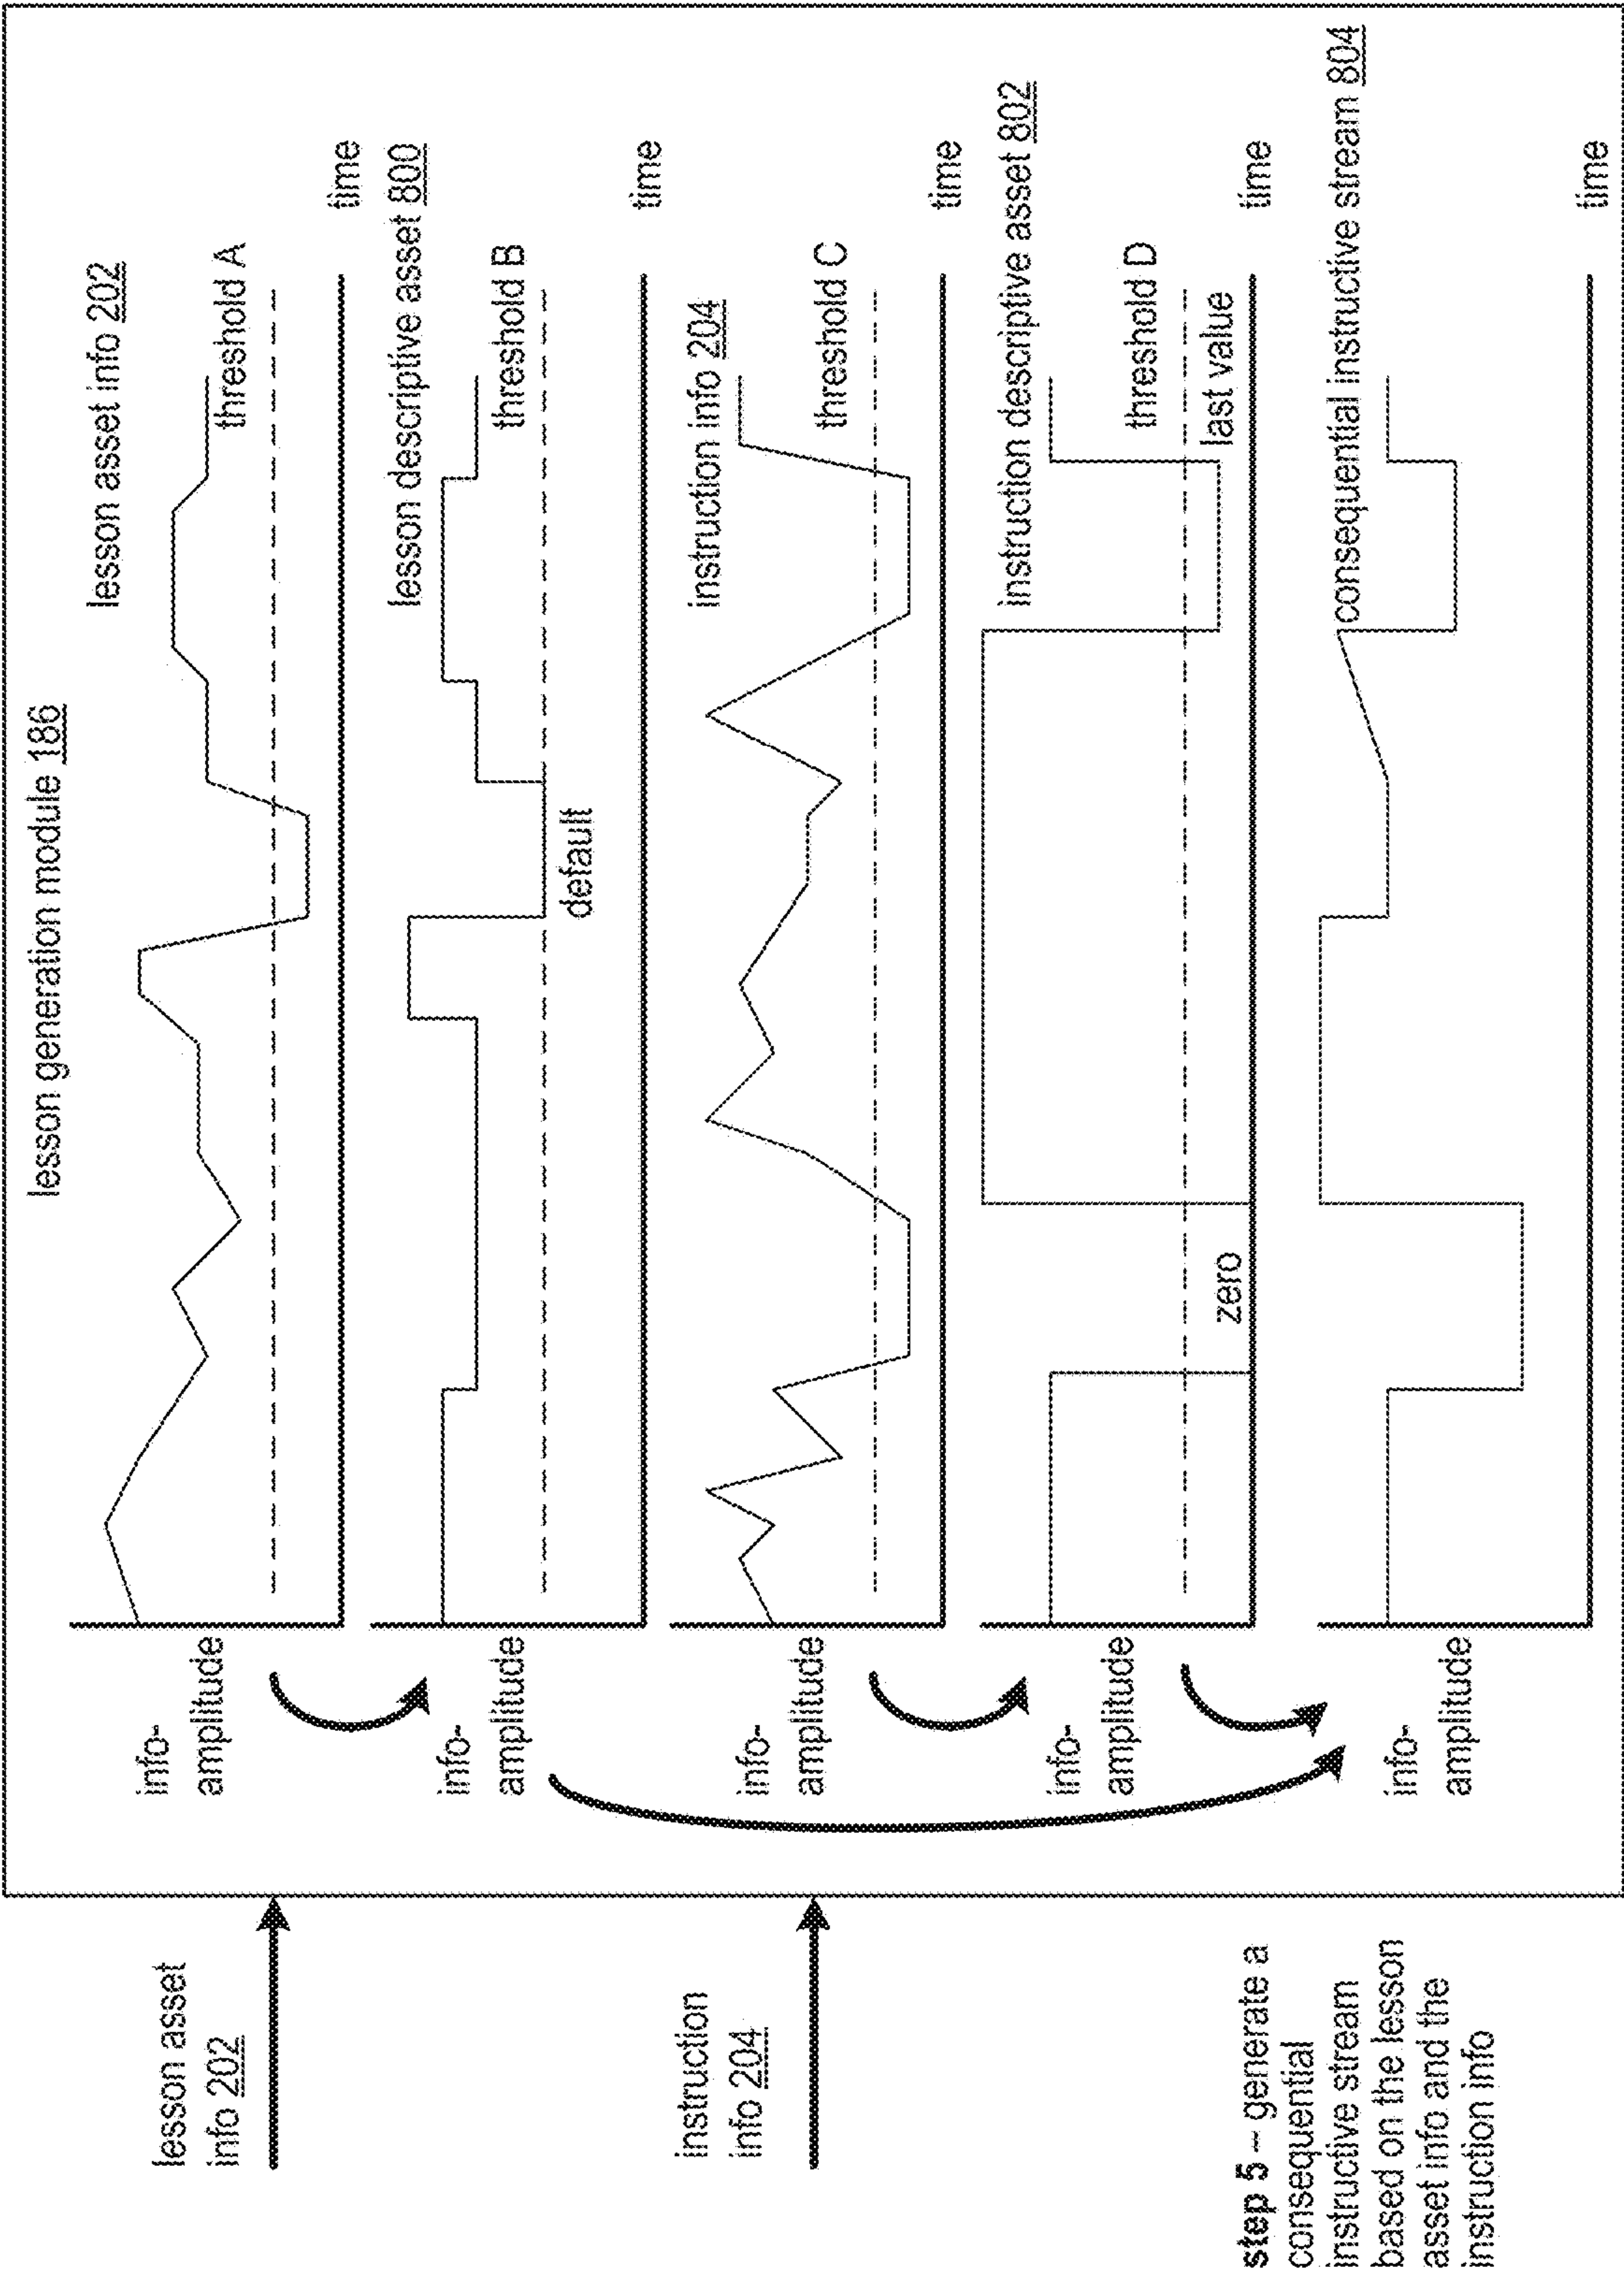 lesson generation module 186
lesson asset info 202
info-
amplitude
threshold A
time
lesson descriptive asset 800
info-
amplitude
threshold B
default
time
instruction info 204
info-
amplitude
threshold C
time
instruction descriptive asset 802
info-
amplitude
threshold D
last value
zero
time
consequential instructive stream 804
info-
amplitude
time
lesson asset
info 202
instruction
info 204
step 5 – generate a
consequential
instructive stream
based on the lesson
asset info and the
instruction info